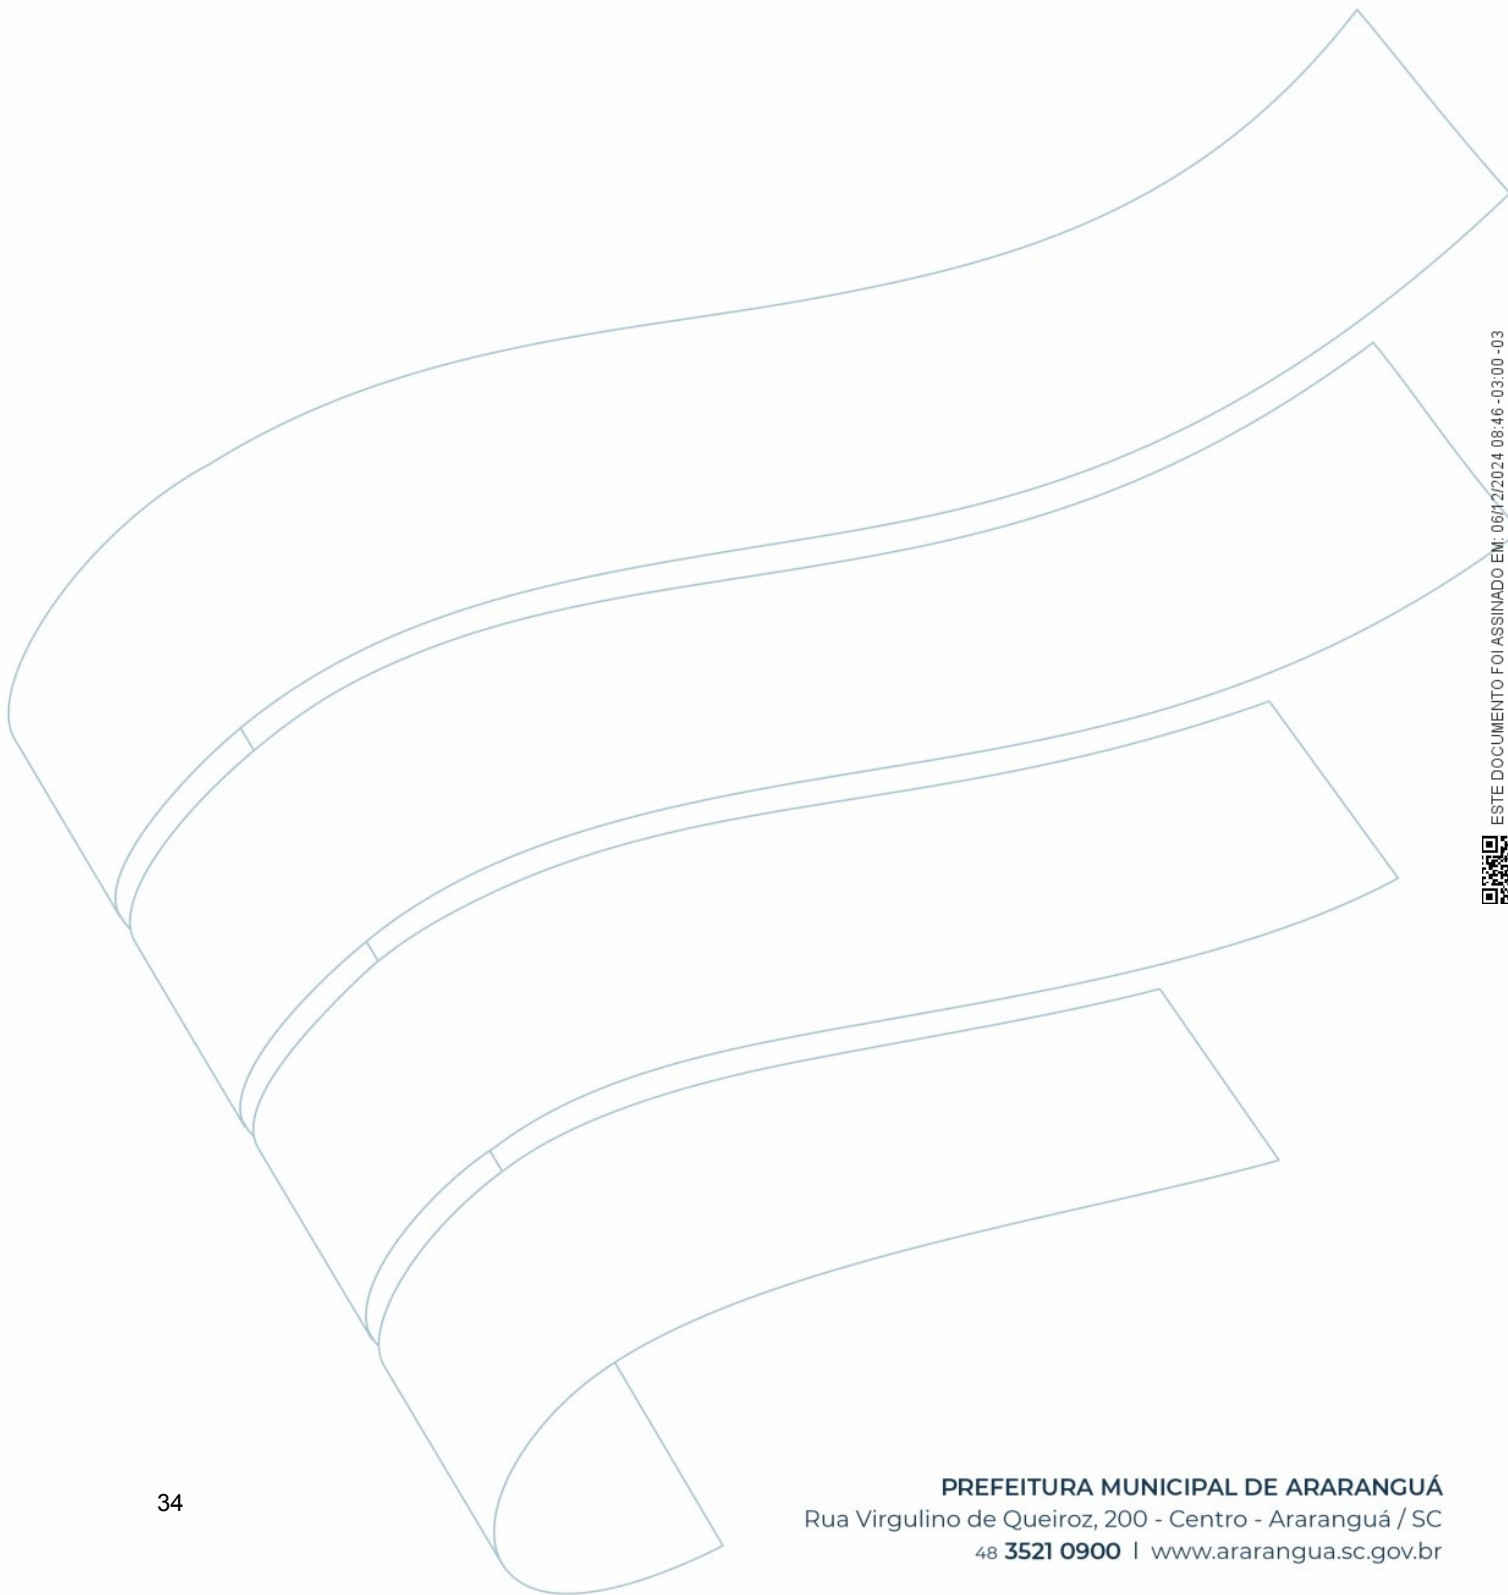 ESTE DOCUMENTO FOI ASSINADO EM: 06/12/2024 08:46 -03:00 -03
34
PREFEITURA MUNICIPAL DE ARARANGUÁ
Rua Virgulino de Queiroz, 200 - Centro - Araranguá / SC
48 3521 0900 | www.ararangua.sc.gov.br